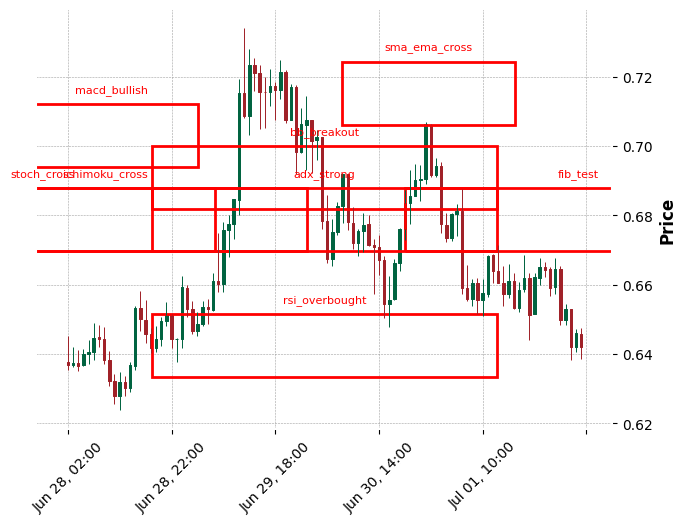 sma_ema_cross
macd_bullish
bb_breakout
stoch_cross
ichimoku_cross
adx_strong
fib_test
rsi_overbought
0.72
0.70
0.68
0.66
0.64
0.62
Price
Jun 28, 02:00
Jun 28, 22:00
Jun 29, 18:00
Jun 30, 14:00
Jul 01, 10:00